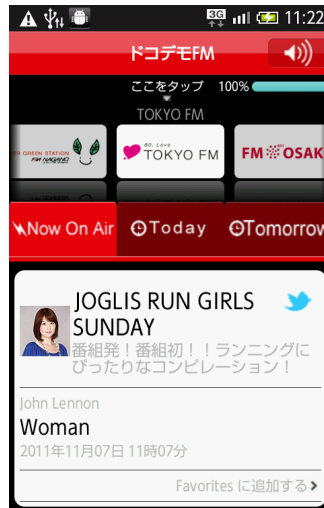 3G
11:22
ドコデモFM
ここをタップ 100%
TOKYO FM
GREEN STATION
FM NAGANO
80. Love
TOKYO FM
FM OSAK
Now On Air
Today
Tomorrow
JOGLIS RUN GIRLS
SUNDAY
番組発！番組初！！ランニングに
ぴったりなコンピレーション！
John Lennon
Woman
2011年11月07日 11時07分
Favorites に追加する